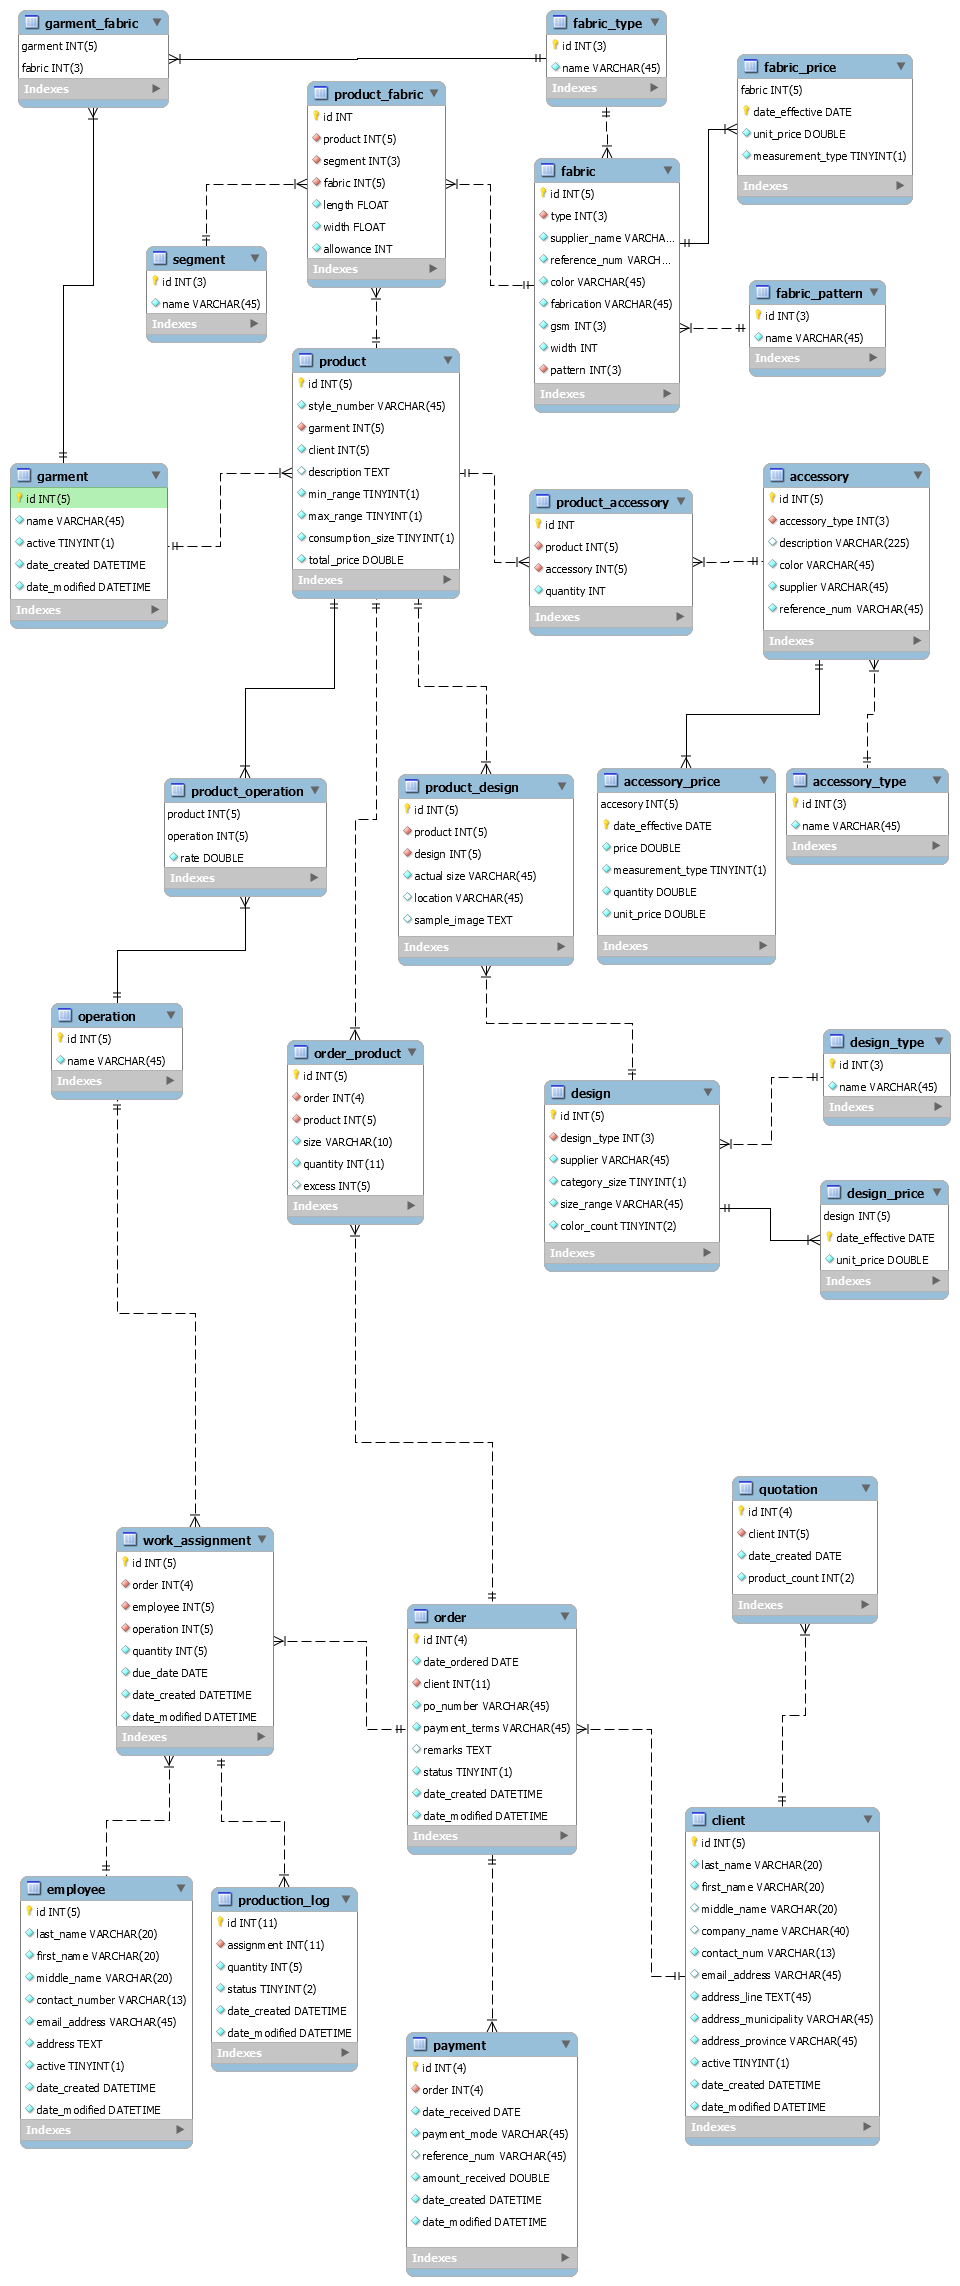 garment_fabric
garment INT(5)
fabric INT(3)
Indexes
fabric_type
id INT(3)
name VARCHAR(45)
Indexes
fabric_price
fabric INT(5)
date_effective DATE
unit_price DOUBLE
measurement_type TINYINT(1)
Indexes
product_fabric
id INT
product INT(5)
segment INT(3)
fabric INT(5)
length FLOAT
width FLOAT
allowance INT
Indexes
fabric
id INT(5)
type INT(3)
supplier_name VARCHA...
reference_num VARCH...
color VARCHAR(45)
fabrication VARCHAR(45)
gsm INT(3)
width INT
pattern INT(3)
Indexes
segment
id INT(3)
name VARCHAR(45)
Indexes
fabric_pattern
id INT(3)
name VARCHAR(45)
Indexes
product
id INT(5)
style_number VARCHAR(45)
garment INT(5)
client INT(5)
description TEXT
min_range TINYINT(1)
max_range TINYINT(1)
consumption_size TINYINT(1)
total_price DOUBLE
Indexes
garment
id INT(5)
name VARCHAR(45)
active TINYINT(1)
date_created DATETIME
date_modified DATETIME
Indexes
product_accessory
id INT
product INT(5)
accessory INT(5)
quantity INT
Indexes
accessory
id INT(5)
accessory_type INT(3)
description VARCHAR(225)
color VARCHAR(45)
supplier VARCHAR(45)
reference_num VARCHAR(45)
Indexes
product_operation
product INT(5)
operation INT(5)
rate DOUBLE
Indexes
product_design
id INT(5)
product INT(5)
design INT(5)
actual size VARCHAR(45)
location VARCHAR(45)
sample_image TEXT
Indexes
accessory_price
accesory INT(5)
date_effective DATE
price DOUBLE
measurement_type TINYINT(1)
quantity DOUBLE
unit_price DOUBLE
Indexes
accessory_type
id INT(3)
name VARCHAR(45)
Indexes
operation
id INT(5)
name VARCHAR(45)
Indexes
order_product
id INT(5)
order INT(4)
product INT(5)
size VARCHAR(10)
quantity INT(11)
excess INT(5)
Indexes
design
id INT(5)
design_type INT(3)
supplier VARCHAR(45)
category_size TINYINT(1)
size_range VARCHAR(45)
color_count TINYINT(2)
Indexes
design_type
id INT(3)
name VARCHAR(45)
Indexes
design_price
design INT(5)
date_effective DATE
unit_price DOUBLE
Indexes
quotation
id INT(4)
client INT(5)
date_created DATE
product_count INT(2)
Indexes
work_assignment
id INT(5)
order INT(4)
employee INT(5)
operation INT(5)
quantity INT(5)
due_date DATE
date_created DATETIME
date_modified DATETIME
Indexes
order
id INT(4)
date_ordered DATE
client INT(11)
po_number VARCHAR(45)
payment_terms VARCHAR(45)
remarks TEXT
status TINYINT(1)
date_created DATETIME
date_modified DATETIME
Indexes
client
id INT(5)
last_name VARCHAR(20)
first_name VARCHAR(20)
middle_name VARCHAR(20)
company_name VARCHAR(40)
contact_num VARCHAR(13)
email_address VARCHAR(45)
address_line TEXT(45)
address_municipality VARCHAR(45)
address_province VARCHAR(45)
active TINYINT(1)
date_created DATETIME
date_modified DATETIME
Indexes
employee
id INT(5)
last_name VARCHAR(20)
first_name VARCHAR(20)
middle_name VARCHAR(20)
contact_number VARCHAR(13)
email_address VARCHAR(45)
address TEXT
active TINYINT(1)
date_created DATETIME
date_modified DATETIME
Indexes
production_log
id INT(11)
assignment INT(11)
quantity INT(5)
status TINYINT(2)
date_created DATETIME
date_modified DATETIME
Indexes
payment
id INT(4)
order INT(4)
date_received DATE
payment_mode VARCHAR(45)
reference_num VARCHAR(45)
amount_received DOUBLE
date_created DATETIME
date_modified DATETIME
Indexes